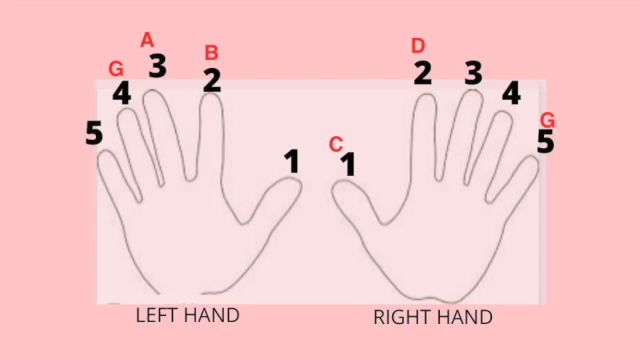 A B D
G 3 2 2 3 4 G
4 C 5
5 1 1
LEFT HAND RIGHT HAND